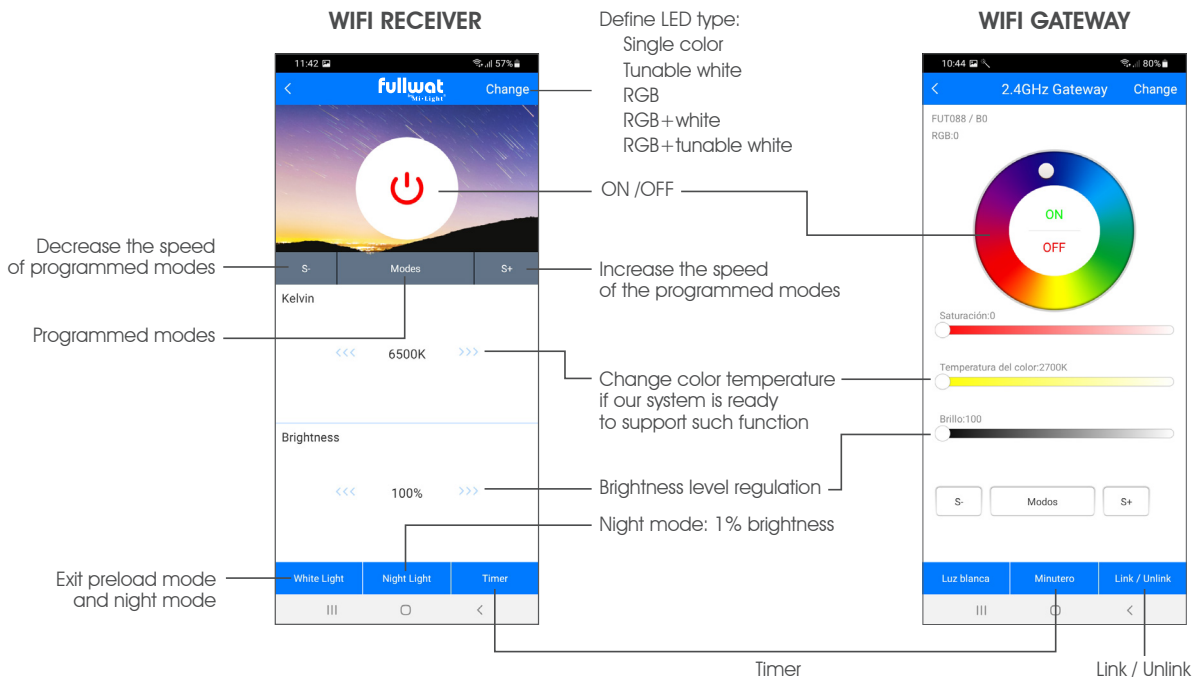 WIFI RECEIVER
Define LED type:
Single color
Tunable white
RGB
RGB+white
RGB+tunable white
WIFI GATEWAY
11:42
57%
fullwat
by Mi·Light
Change
ON /OFF
Decrease the speed
of programmed modes
S-
Modes
S+
Increase the speed
of the programmed modes
Programmed modes
Kelvin
6500K
Change color temperature
if our system is ready
to support such function
Brightness
100%
Brightness level regulation
Night mode: 1% brightness
Exit preload mode
and night mode
White Light
Night Light
Timer
10:44
80%
2.4GHz Gateway
Change
FUT088 / B0
RGB:0
ON
OFF
Saturación:0
Temperatura del color:2700K
Brillo:100
S-
Modos
S+
Luz blanca
Minutero
Link / Unlink
Timer
Link / Unlink